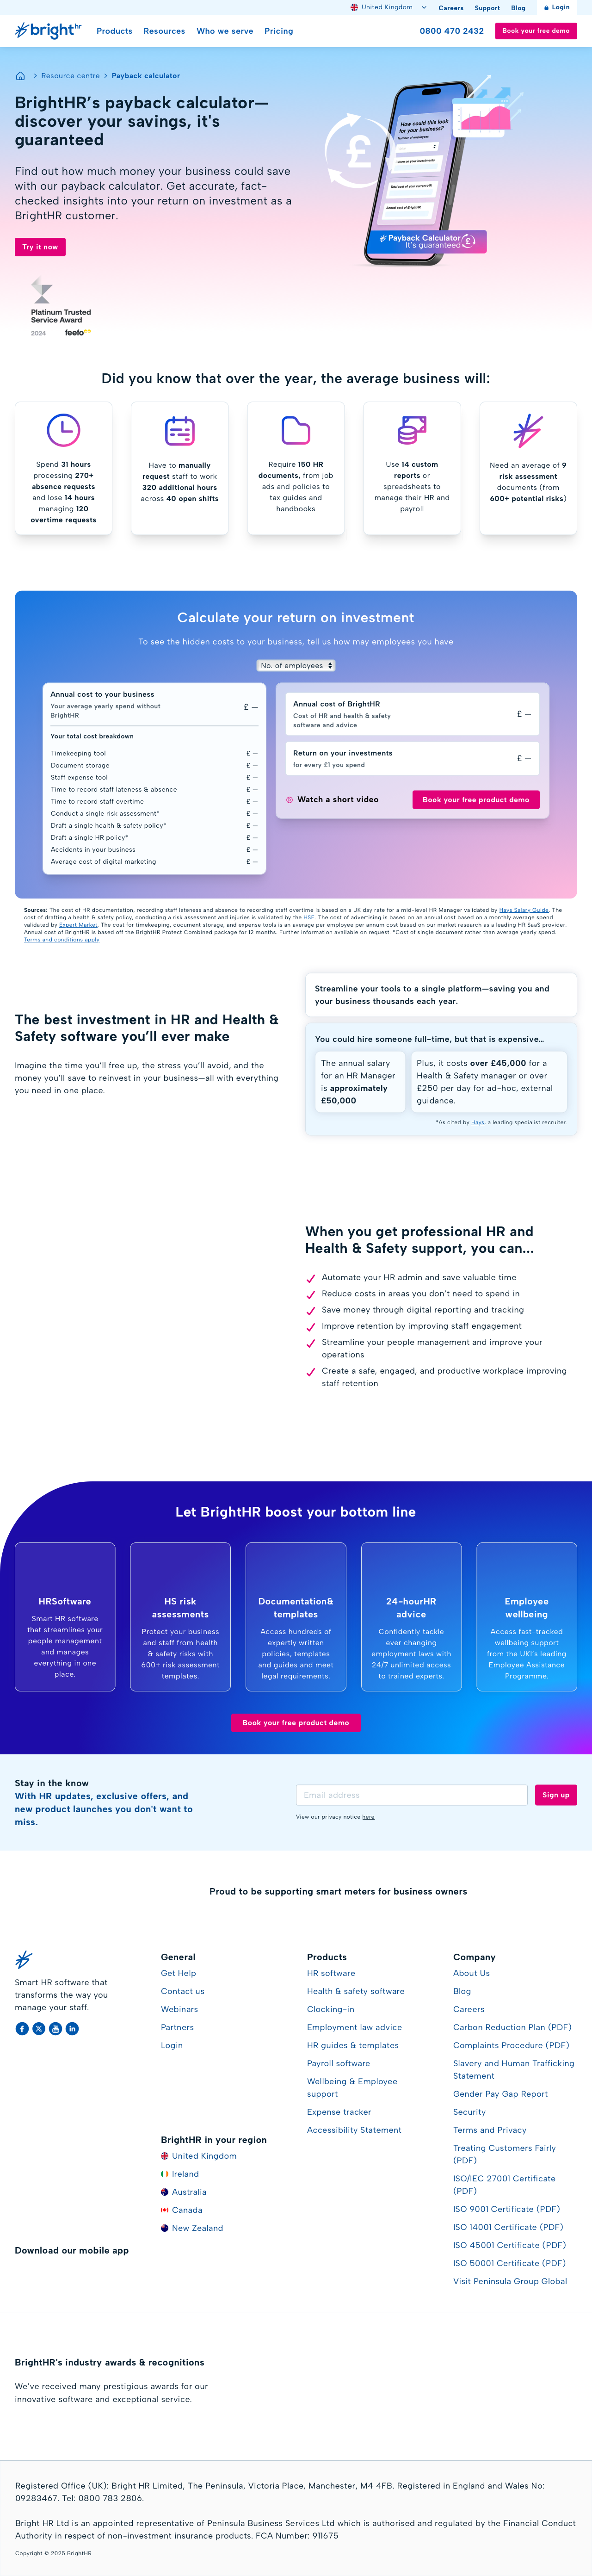 United Kingdom
Careers
Support
Blog
Login
bright hr
Products
Resources
Who we serve
Pricing
0800 470 2432
Book your free demo
Resource centre
Payback calculator
BrightHR’s payback calculator—
discover your savings, it's
guaranteed
Find out how much money your business could save
with our payback calculator. Get accurate, fact-
checked insights into your return on investment as a
BrightHR customer.
Try it now
How could this look
for your business?
Number of employees
Total cost of your current HR
Annual cost of BrightHR
Payback Calculator
It's guaranteed
Platinum Trusted
Service Award
2024
feefo
Did you know that over the year, the average business will:
Spend 31 hours
processing 270+
absence requests
and lose 14 hours
managing 120
overtime requests
Have to manually
request staff to work
320 additional hours
across 40 open shifts
Require 150 HR
documents, from job
ads and policies to
tax guides and
handbooks
Use 14 custom
reports or
spreadsheets to
manage their HR and
payroll
Need an average of 9
risk assessment
documents (from
600+ potential risks)
Calculate your return on investment
To see the hidden costs to your business, tell us how may employees you have
No. of employees
Annual cost to your business
Your average yearly spend without
BrightHR
£ —
Your total cost breakdown
Timekeeping tool £ —
Document storage £ —
Staff expense tool £ —
Time to record staff lateness & absence £ —
Time to record staff overtime £ —
Conduct a single risk assessment* £ —
Draft a single health & safety policy* £ —
Draft a single HR policy* £ —
Accidents in your business £ —
Average cost of digital marketing £ —
Annual cost of BrightHR
Cost of HR and health & safety
software and advice
£ —
Return on your investments
for every £1 you spend
£ —
Watch a short video
Book your free product demo
Sources: The cost of HR documentation, recording staff lateness and absence to recording staff overtime is based on a UK day rate for a mid-level HR Manager validated by Hays Salary Guide. The
cost of drafting a health & safety policy, conducting a risk assessment and injuries is validated by the HSE. The cost of advertising is based on an annual cost based on a monthly average spend
validated by Expert Market. The cost for timekeeping, document storage, and expense tools is an average per employee per annum cost based on our market research as a leading HR SaaS provider.
Annual cost of BrightHR is based off the BrightHR Protect Combined package for 12 months. Further information available on request. *Cost of single document rather than average yearly spend.
Terms and conditions apply
The best investment in HR and Health &
Safety software you’ll ever make
Imagine the time you’ll free up, the stress you’ll avoid, and the
money you’ll save to reinvest in your business—all with everything
you need in one place.
Streamline your tools to a single platform—saving you and
your business thousands each year.
You could hire someone full-time, but that is expensive…
The annual salary
for an HR Manager
is approximately
£50,000
Plus, it costs over £45,000 for a
Health & Safety manager or over
£250 per day for ad-hoc, external
guidance.
*As cited by Hays, a leading specialist recruiter.
When you get professional HR and
Health & Safety support, you can...
Automate your HR admin and save valuable time
Reduce costs in areas you don’t need to spend in
Save money through digital reporting and tracking
Improve retention by improving staff engagement
Streamline your people management and improve your
operations
Create a safe, engaged, and productive workplace improving
staff retention
Let BrightHR boost your bottom line
HRSoftware
Smart HR software
that streamlines your
people management
and manages
everything in one
place.
HS risk
assessments
Protect your business
and staff from health
& safety risks with
600+ risk assessment
templates.
Documentation&
templates
Access hundreds of
expertly written
policies, templates
and guides and meet
legal requirements.
24-hourHR
advice
Confidently tackle
ever changing
employment laws with
24/7 unlimited access
to trained experts.
Employee
wellbeing
Access fast-tracked
wellbeing support
from the UKI’s leading
Employee Assistance
Programme.
Book your free product demo
Stay in the know
With HR updates, exclusive offers, and
new product launches you don't want to
miss.
Email address
Sign up
View our privacy notice here
Proud to be supporting smart meters for business owners
Smart HR software that
transforms the way you
manage your staff.
General
Get Help
Contact us
Webinars
Partners
Login
BrightHR in your region
United Kingdom
Ireland
Australia
Canada
New Zealand
Products
HR software
Health & safety software
Clocking-in
Employment law advice
HR guides & templates
Payroll software
Wellbeing & Employee
support
Expense tracker
Accessibility Statement
Company
About Us
Blog
Careers
Carbon Reduction Plan (PDF)
Complaints Procedure (PDF)
Slavery and Human Trafficking
Statement
Gender Pay Gap Report
Security
Terms and Privacy
Treating Customers Fairly
(PDF)
ISO/IEC 27001 Certificate
(PDF)
ISO 9001 Certificate (PDF)
ISO 14001 Certificate (PDF)
ISO 45001 Certificate (PDF)
ISO 50001 Certificate (PDF)
Visit Peninsula Group Global
Download our mobile app
BrightHR's industry awards & recognitions
We’ve received many prestigious awards for our
innovative software and exceptional service.
Registered Office (UK): Bright HR Limited, The Peninsula, Victoria Place, Manchester, M4 4FB. Registered in England and Wales No:
09283467. Tel: 0800 783 2806.
Bright HR Ltd is an appointed representative of Peninsula Business Services Ltd which is authorised and regulated by the Financial Conduct
Authority in respect of non-investment insurance products. FCA Number: 911675
Copyright © 2025 BrightHR